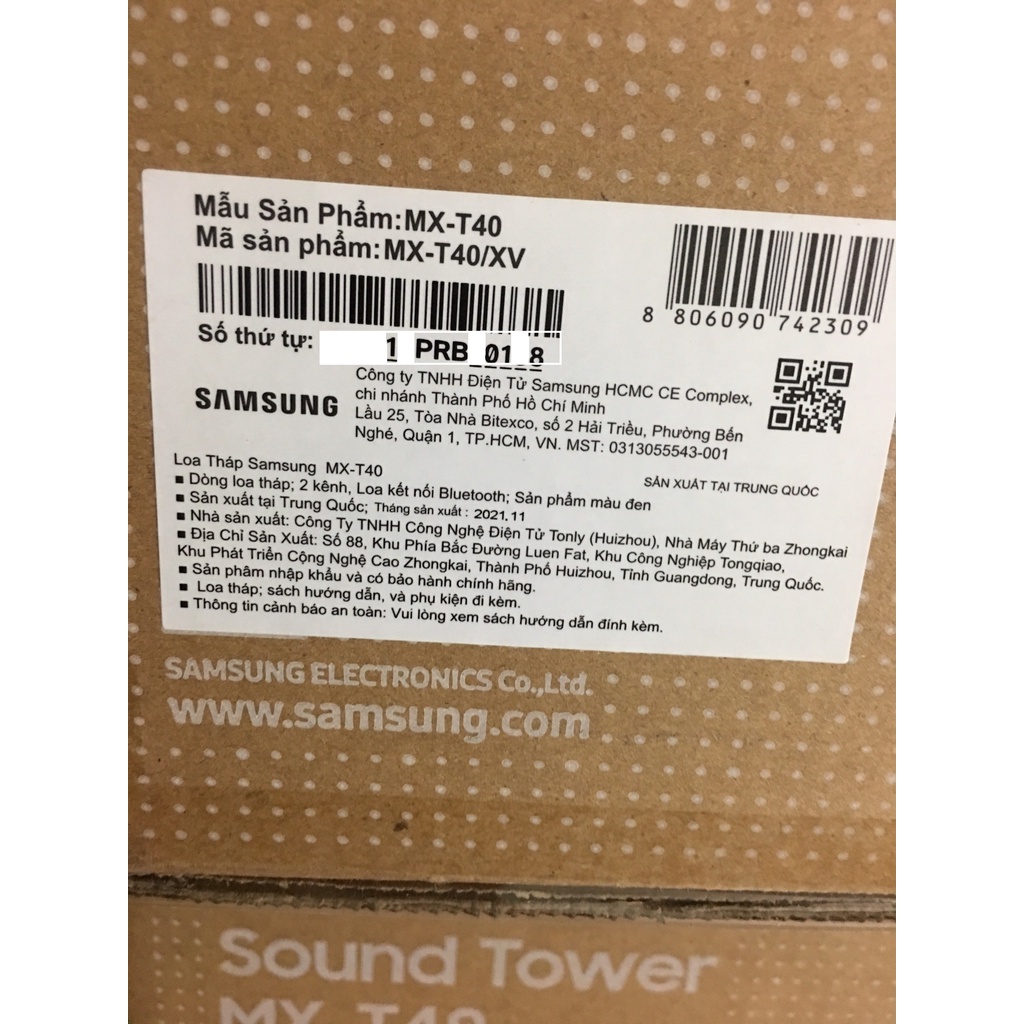 Mẫu Sản Phẩm:MX-T40
Mã sản phẩm:MX-T40/XV
8 806090 742309
Số thứ tự: 1 PRB 01 8
SAMSUNG
Công ty TNHH Điện Tử Samsung HCMC CE Complex,
chi nhánh Thành Phố Hồ Chí Minh
Lầu 25, Tòa Nhà Bitexco, số 2 Hải Triều, Phường Bến
Nghé, Quận 1, TP.HCM, VN. MST: 0313055543-001
Loa Tháp Samsung MX-T40
SẢN XUẤT TẠI TRUNG QUỐC
■ Dòng loa tháp; 2 kênh, Loa kết nối Bluetooth; Sản phẩm màu đen
■ Sản xuất tại Trung Quốc; Tháng sản xuất : 2021.11
■ Nhà sản xuất: Công Ty TNHH Công Nghệ Điện Tử Tonly (Huizhou), Nhà Máy Thứ ba Zhongkai
■ Địa Chỉ Sản Xuất: Số 88, Khu Phía Bắc Đường Luen Fat, Khu Công Nghiệp Tongqiao,
Khu Phát Triển Công Nghệ Cao Zhongkai, Thành Phố Huizhou, Tỉnh Guangdong, Trung Quốc.
■ Sản phâm nhập khẩu và có bảo hành chính hãng.
■ Loa tháp; sách hướng dẫn, và phụ kiện đi kèm.
■ Thông tin cảnh báo an toàn: Vui lòng xem sách hướng dẫn đính kèm.
SAMSUNG ELECTRONICS Co.,Ltd.
www.samsung.com
Sound Tower
MX-T40